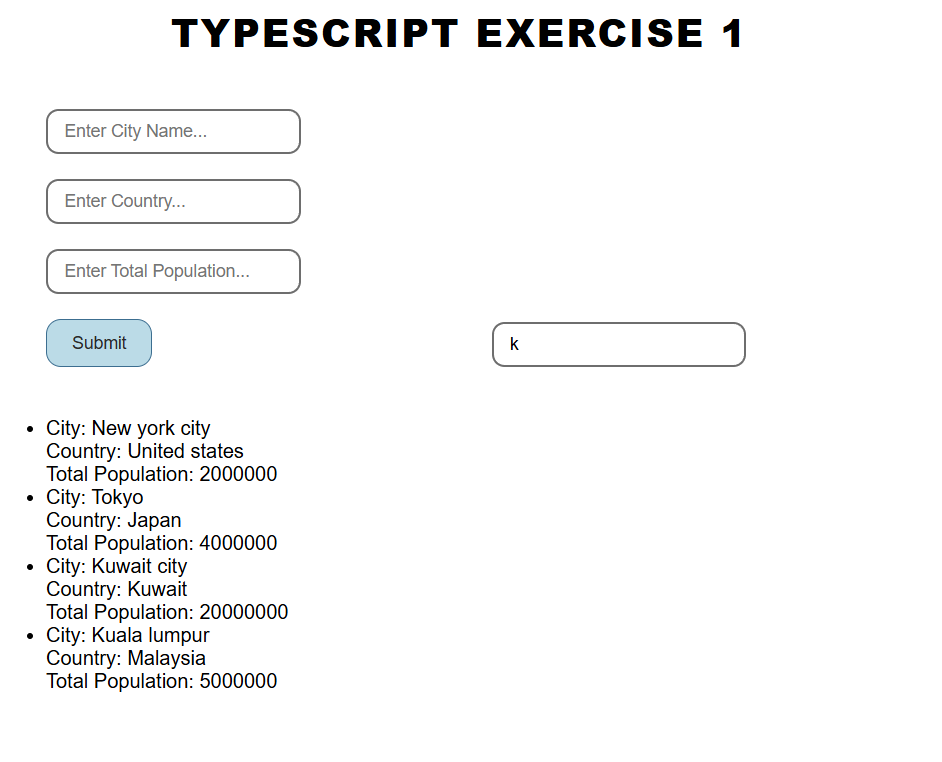 TYPESCRIPT EXERCISE 1
Enter City Name...
Enter Country...
Enter Total Population...
Submit
k
City: New york city
Country: United states
Total Population: 2000000
City: Tokyo
Country: Japan
Total Population: 4000000
City: Kuwait city
Country: Kuwait
Total Population: 20000000
City: Kuala lumpur
Country: Malaysia
Total Population: 5000000